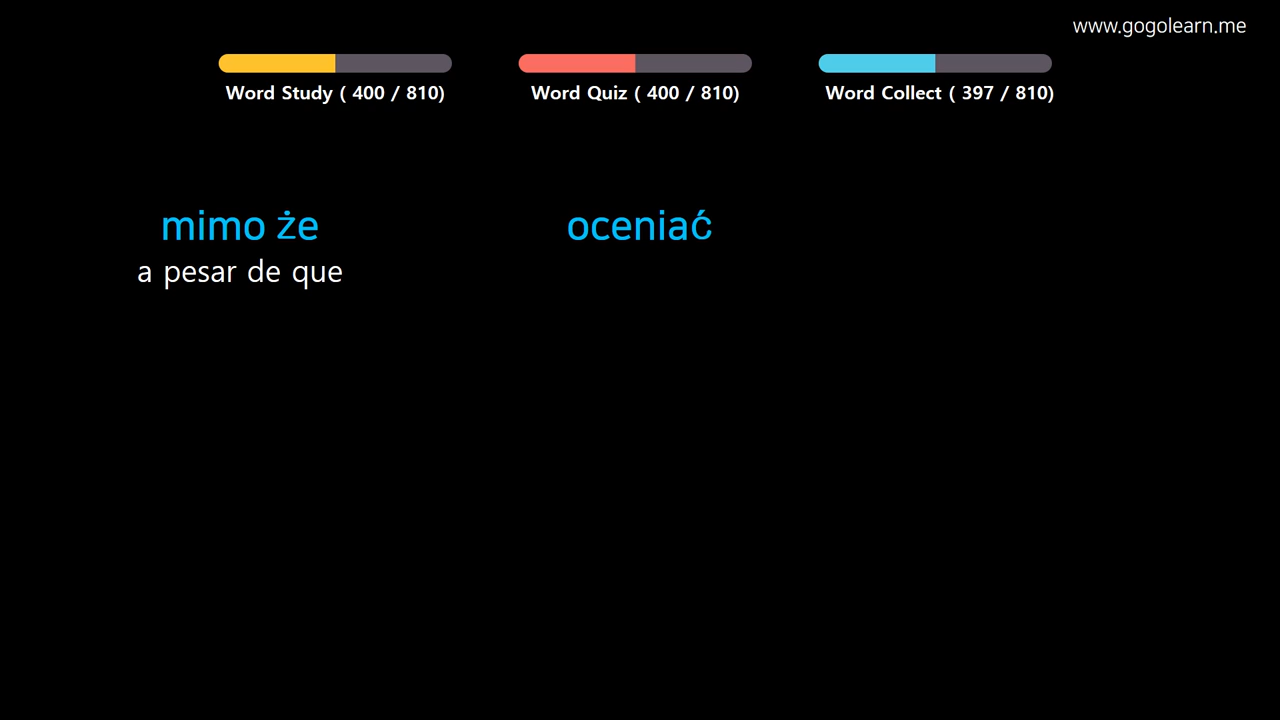 www.gogolearn.me
Word Study ( 400 / 810)
Word Quiz ( 400 / 810)
Word Collect ( 397 / 810)
mimo że
a pesar de que
oceniać